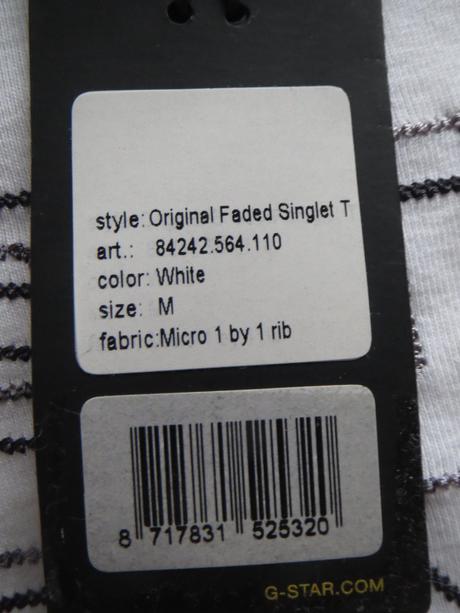 style: Original Faded Singlet T
art.: 84242.564.110
color: White
size: M
fabric:Micro 1 by 1 rib
8 717831 525320
G-STAR.COM